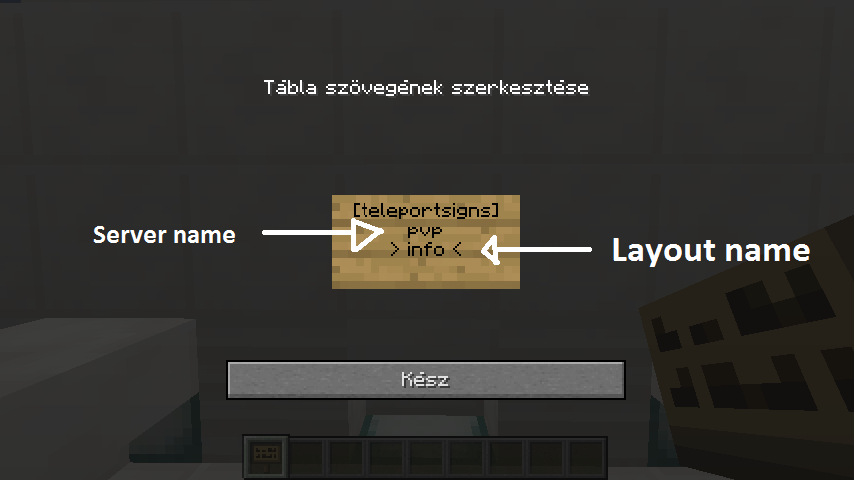 Tábla szövegének szerkesztése
[teleportsigns]
Server name
pvp
> info <
Layout name
Kész